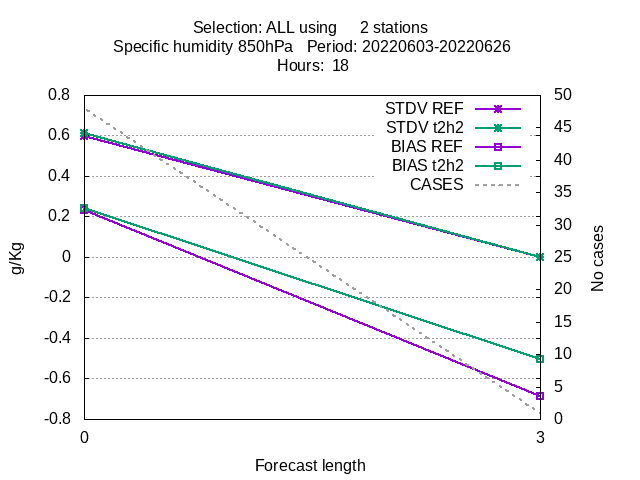 Selection: ALL using 2 stations
Specific humidity 850hPa Period: 20220603-20220626
Hours: 18
0.8
0.6
0.4
0.2
0
-0.2
-0.4
-0.6
-0.8
g/Kg
STDV REF
STDV t2h2
BIAS REF
BIAS t2h2
CASES
50
45
40
35
30
25
20
15
10
5
0
No cases
0 3
Forecast length